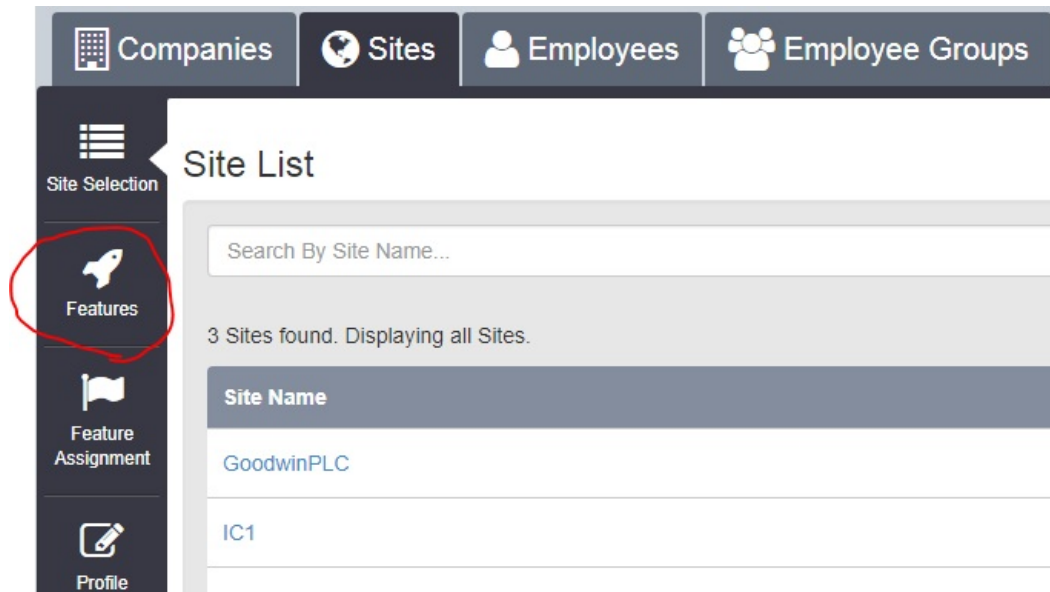 Companies
Sites
Employees
Employee Groups
Site Selection
Site List
Search By Site Name...
Features
3 Sites found. Displaying all Sites.
Site Name
Feature
Assignment
GoodwinPLC
IC1
Profile